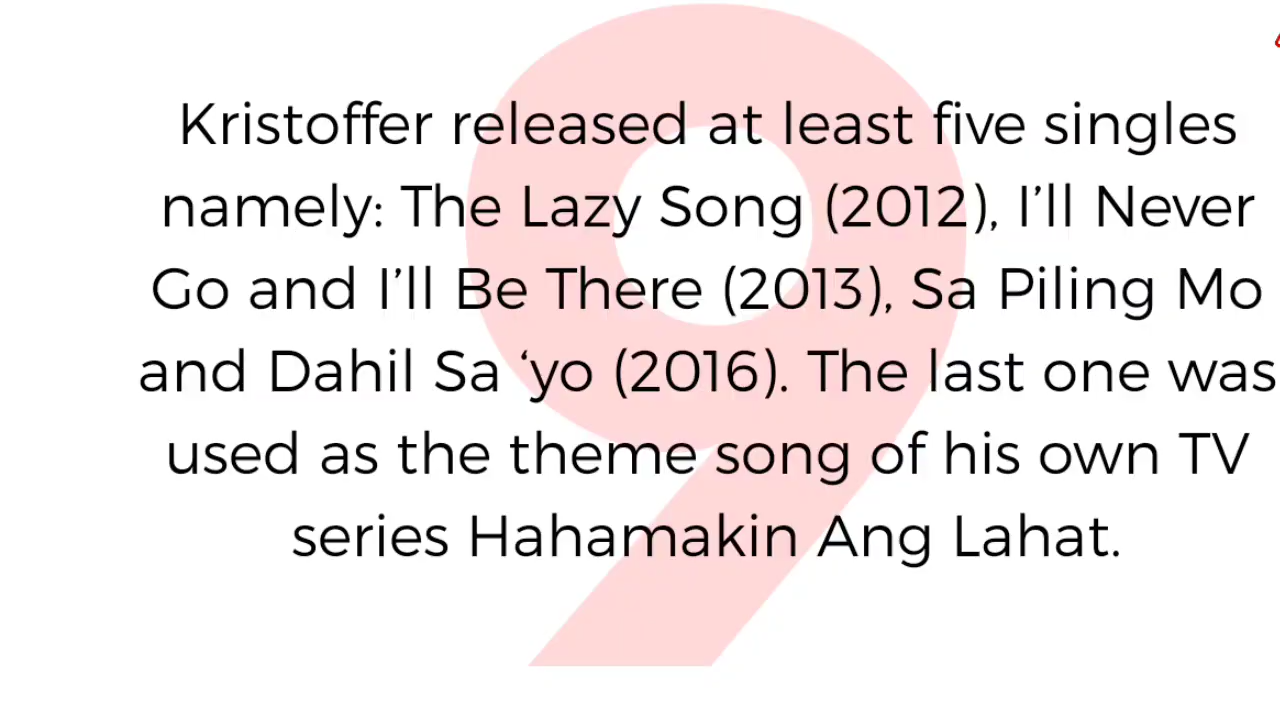 9
Kristoffer released at least five singles
namely: The Lazy Song (2012), I’ll Never
Go and I’ll Be There (2013), Sa Piling Mo
and Dahil Sa ‘yo (2016). The last one was
used as the theme song of his own TV
series Hahamakin Ang Lahat.